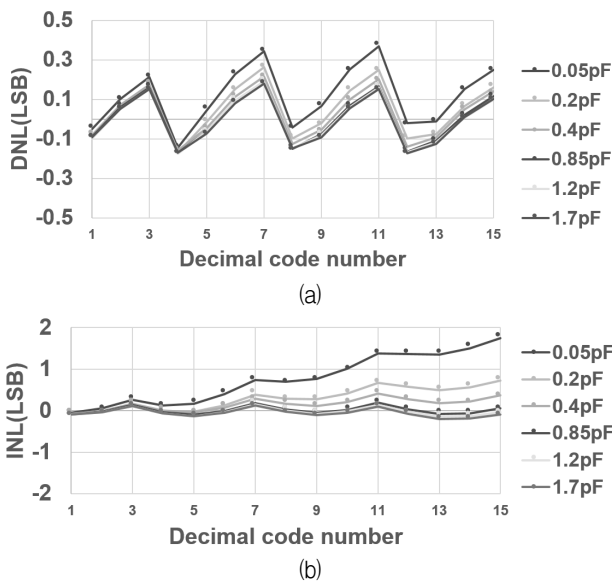 DNL(LSB)
0.5
0.3
0.1
-0.1
-0.3
-0.5
1 3 5 7 9 11 13 15
Decimal code number
0.05pF
0.2pF
0.4pF
0.85pF
1.2pF
1.7pF
(a)
INL(LSB)
2
1
0
-1
-2
1 3 5 7 9 11 13 15
Decimal code number
0.05pF
0.2pF
0.4pF
0.85pF
1.2pF
1.7pF
(b)